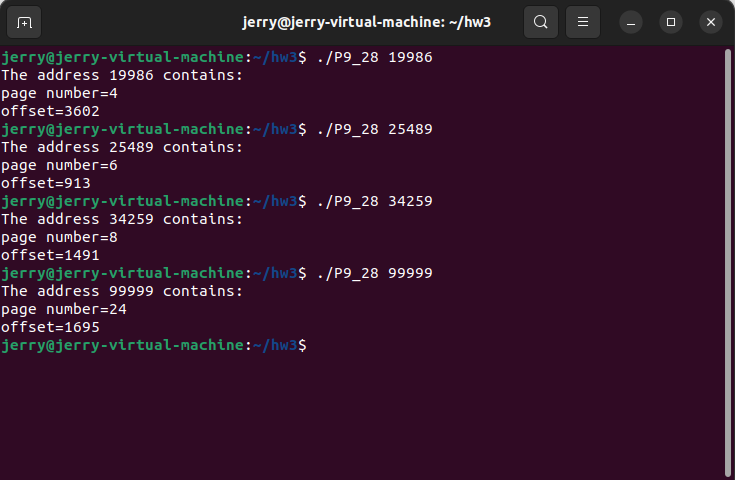 jerry@jerry-virtual-machine: ~/hw3
jerry@jerry-virtual-machine:~/hw3$ ./P9_28 19986
The address 19986 contains:
page number=4
offset=3602
jerry@jerry-virtual-machine:~/hw3$ ./P9_28 25489
The address 25489 contains:
page number=6
offset=913
jerry@jerry-virtual-machine:~/hw3$ ./P9_28 34259
The address 34259 contains:
page number=8
offset=1491
jerry@jerry-virtual-machine:~/hw3$ ./P9_28 99999
The address 99999 contains:
page number=24
offset=1695
jerry@jerry-virtual-machine:~/hw3$